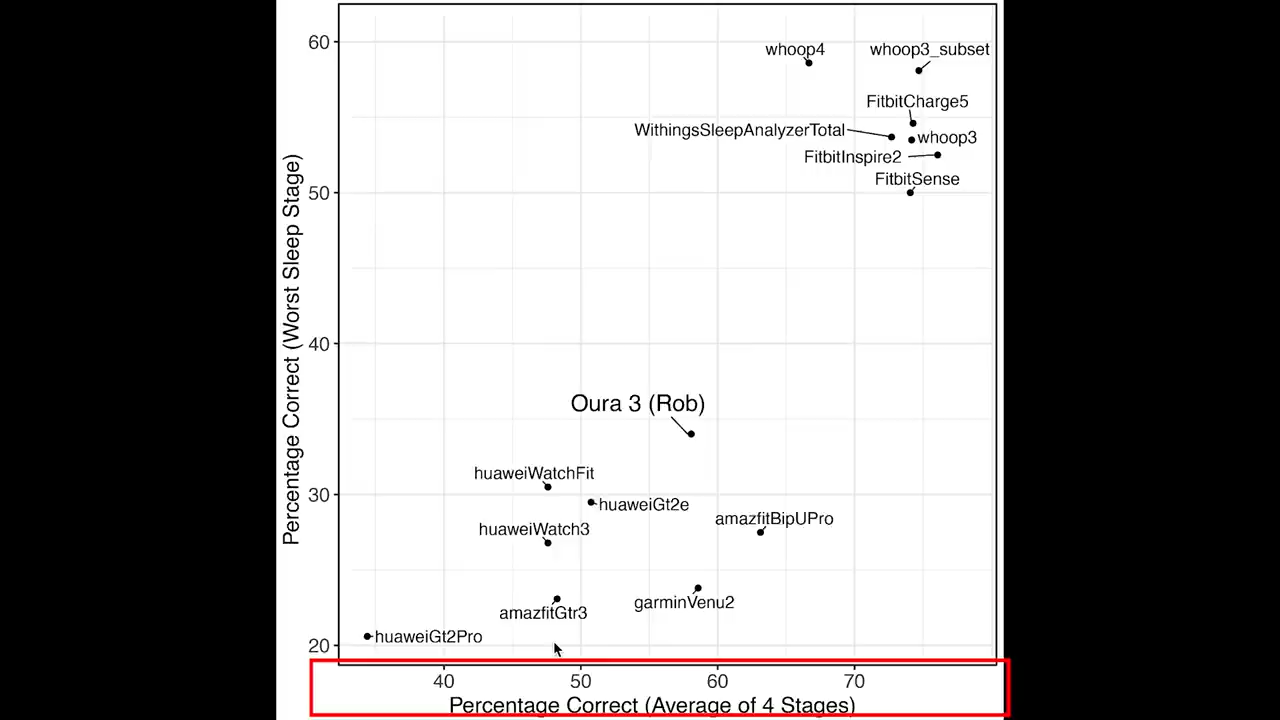 60
whoop4
whoop3_subset
FitbitCharge5
WithingsSleepAnalyzerTotal
whoop3
FitbitInspire2
FitbitSense
50
Percentage Correct (Worst Sleep Stage)
40
Oura 3 (Rob)
huaweiWatchFit
30
huaweiGt2e
amazfitBipUPro
huaweiWatch3
garminVenu2
amazfitGtr3
huaweiGt2Pro
20
40 50 60 70
Percentage Correct (Average of 4 Stages)